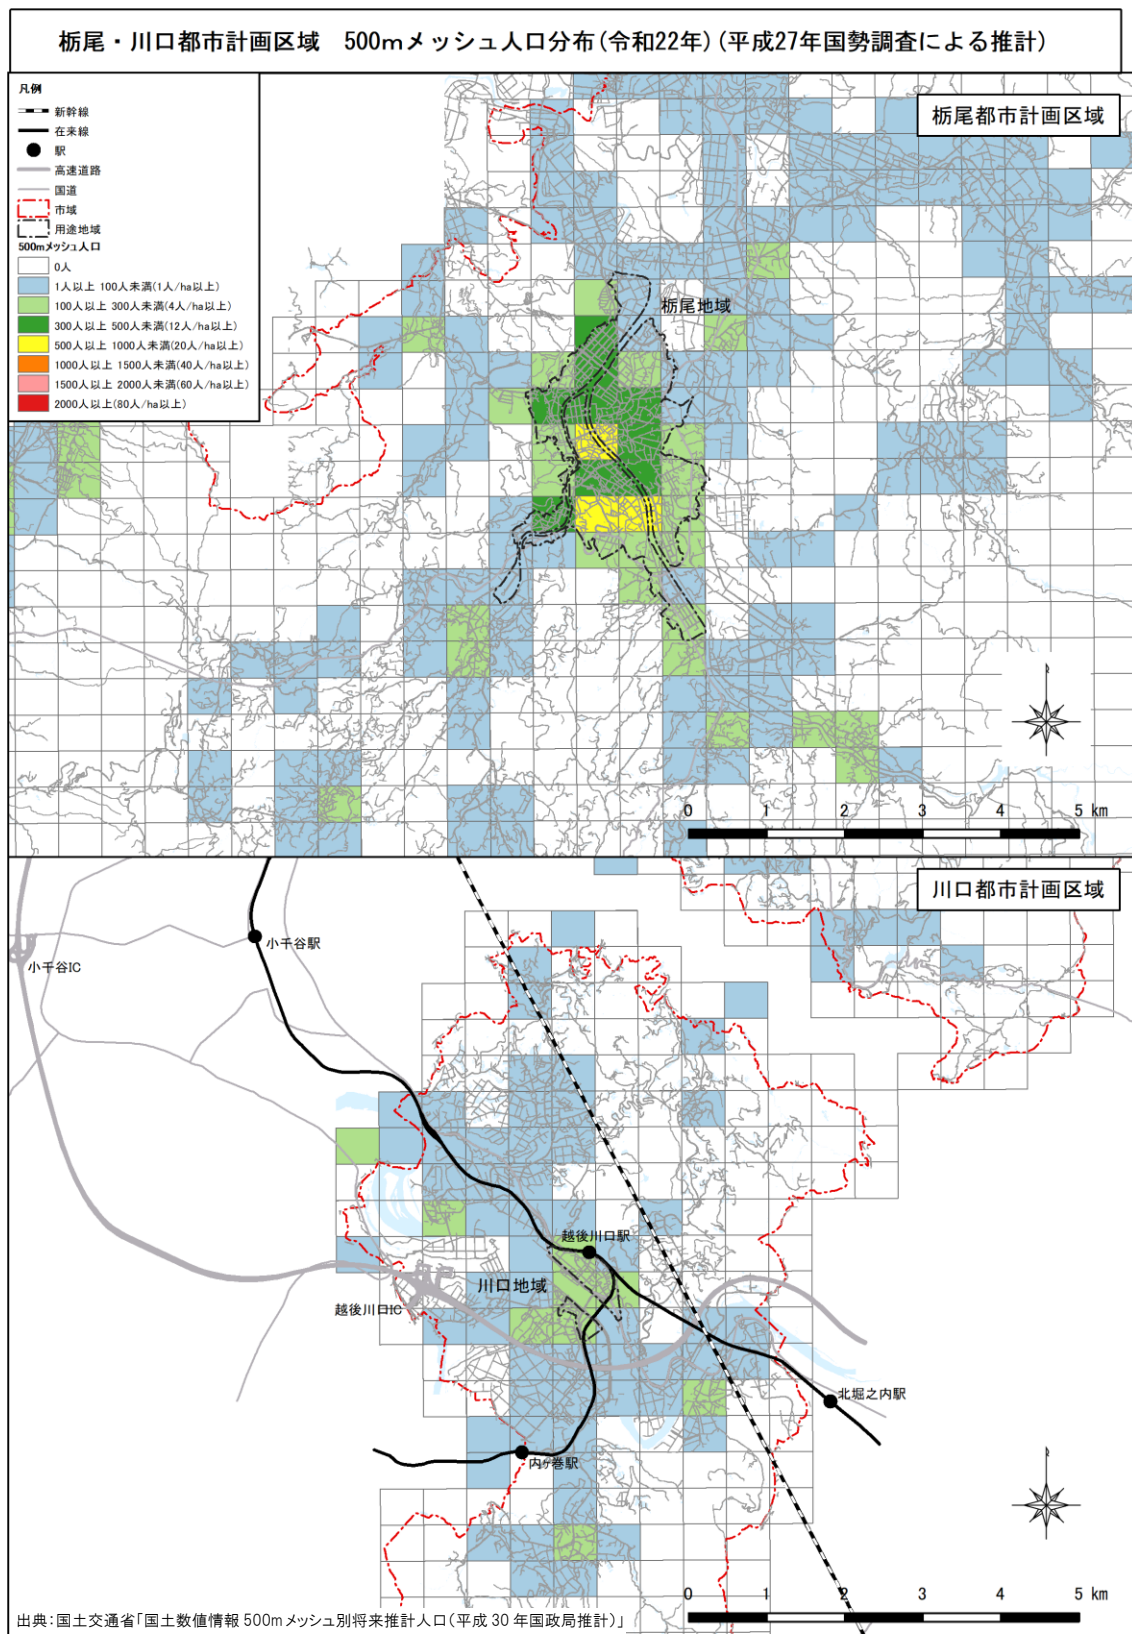 栃尾・川口都市計画区域　500mメッシュ人口分布(令和22年)(平成27年国勢調査による推計)
凡例
新幹線
在来線
駅
高速道路
国道
市域
用途地域
500mメッシュ人口
0人
1人以上 100人未満(1人/ha以上)
100人以上 300人未満(4人/ha以上)
300人以上 500人未満(12人/ha以上)
500人以上 1000人未満(20人/ha以上)
1000人以上 1500人未満(40人/ha以上)
1500人以上 2000人未満(60人/ha以上)
2000人以上(80人/ha以上)
栃尾都市計画区域
栃尾地域
0 1 2 3 4 5 km
川口都市計画区域
小千谷駅
小千谷IC
越後川口駅
川口地域
越後川口IC
北堀之内駅
内ヶ巻駅
0 1 2 3 4 5 km
出典：国土交通省「国土数値情報 500mメッシュ別将来推計人口(平成30年国政局推計)」